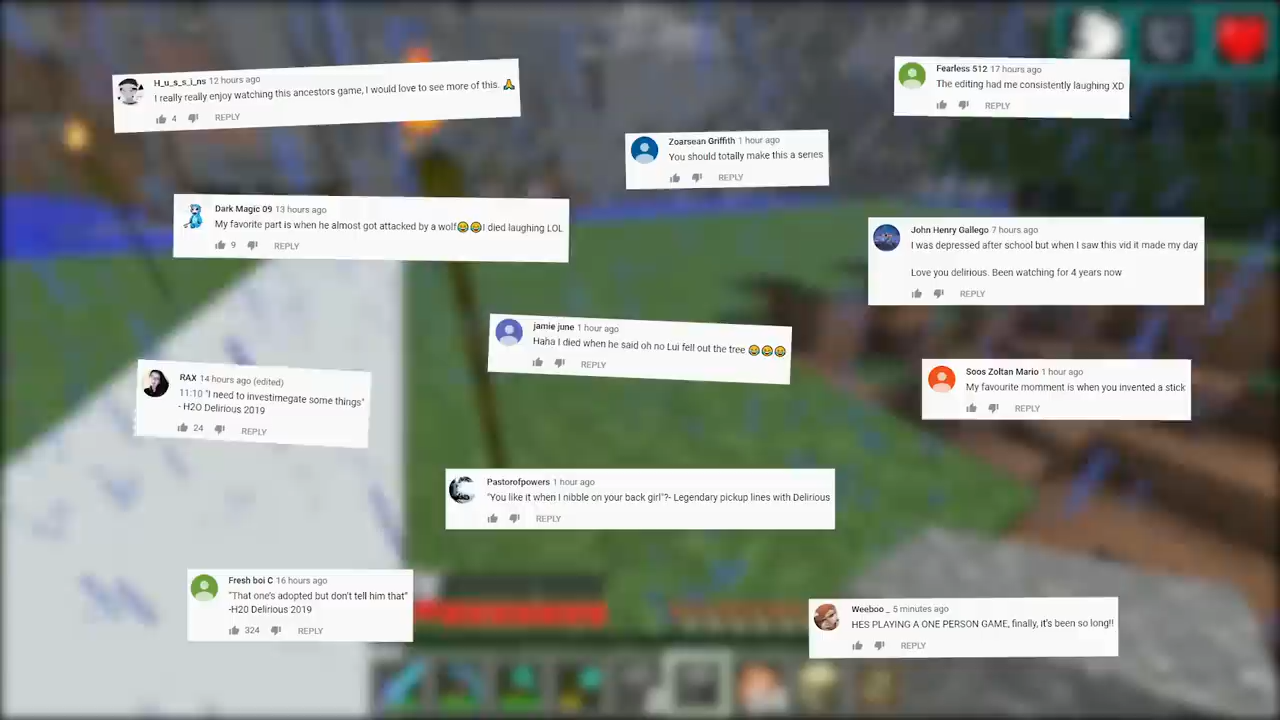 H_u_s_s_i_ns 12 hours ago
I really really enjoy watching this ancestors game, I would love to see more of this. 🙏
4 REPLY
Fearless 512 17 hours ago
The editing had me consistently laughing XD
REPLY
Zoarsean Griffith 1 hour ago
You should totally make this a series
REPLY
Dark Magic 09 13 hours ago
My favorite part is when he almost got attacked by a wolf😂😂I died laughing LOL
9 REPLY
John Henry Gallego 7 hours ago
I was depressed after school but when I saw this vid it made my day
Love you delirious. Been watching for 4 years now
REPLY
jamie june 1 hour ago
Haha I died when he said oh no Lui fell out the tree 😂😂😂
REPLY
RAX 14 hours ago (edited)
11:10 "I need to investimegate some things"
- H2O Delirious 2019
24 REPLY
Soos Zoltan Mario 1 hour ago
My favourite momment is when you invented a stick
REPLY
Pastorofpowers 1 hour ago
"You like it when I nibble on your back girl"?- Legendary pickup lines with Delirious
REPLY
Fresh boi C 16 hours ago
"That one's adopted but don't tell him that"
-H20 Delirious 2019
324 REPLY
Weeboo _ 5 minutes ago
HES PLAYING A ONE PERSON GAME, finally, it's been so long!!
REPLY